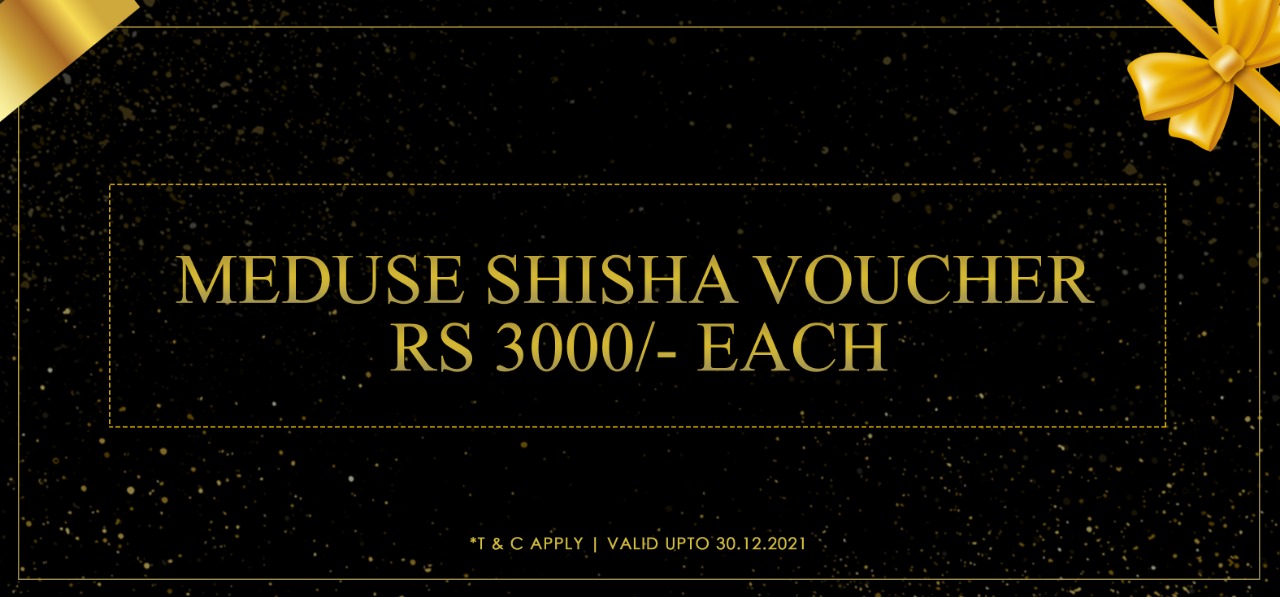 MEDUSE SHISHA VOUCHER
RS 3000/- EACH
*T & C APPLY | VALID UPTO 30.12.2021